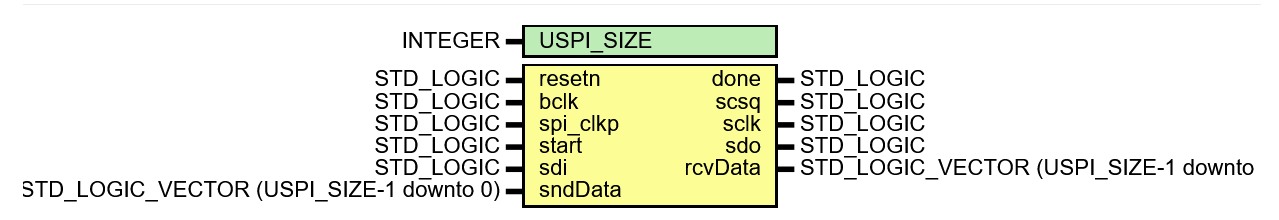 INTEGER USPI_SIZE
STD_LOGIC resetn done STD_LOGIC
STD_LOGIC bclk scsq STD_LOGIC
STD_LOGIC spi_clkp sclk STD_LOGIC
STD_LOGIC start sdo STD_LOGIC
STD_LOGIC sdi rcvData STD_LOGIC_VECTOR (USPI_SIZE-1 downto
STD_LOGIC_VECTOR (USPI_SIZE-1 downto 0) sndData